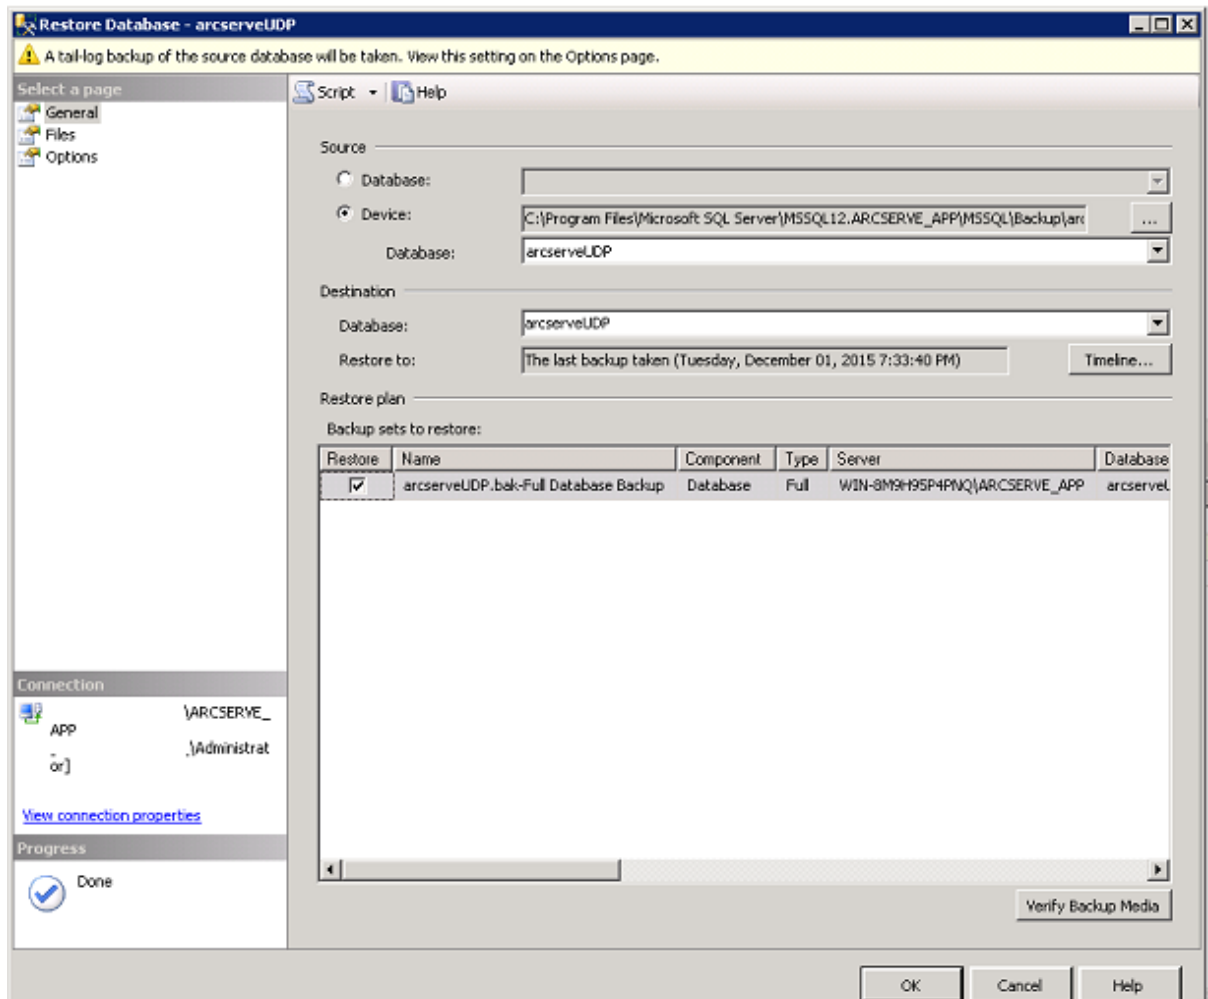 Restore Database - arcserveUDP
A tail-log backup of the source database will be taken. View this setting on the Options page.
Select a page
General
Files
Options
Script
Help
Source
Database:
Device:
C:\Program Files\Microsoft SQL Server\MSSQL12.ARCSERVE_APP\MSSQL\Backup\arc
...
Database:
arcserveUDP
Destination
Database:
arcserveUDP
Restore to:
The last backup taken (Tuesday, December 01, 2015 7:33:40 PM)
Timeline...
Restore plan
Backup sets to restore:
Restore Name Component Type Server Database
arcserveUDP.bak-Full Database Backup Database Full WIN-8M9H95P4PNQ\ARCSERVE_APP arcserveU
Connection
\ARCSERVE_
APP
\Administrat
or]
View connection properties
Progress
Done
Verify Backup Media
OK Cancel Help